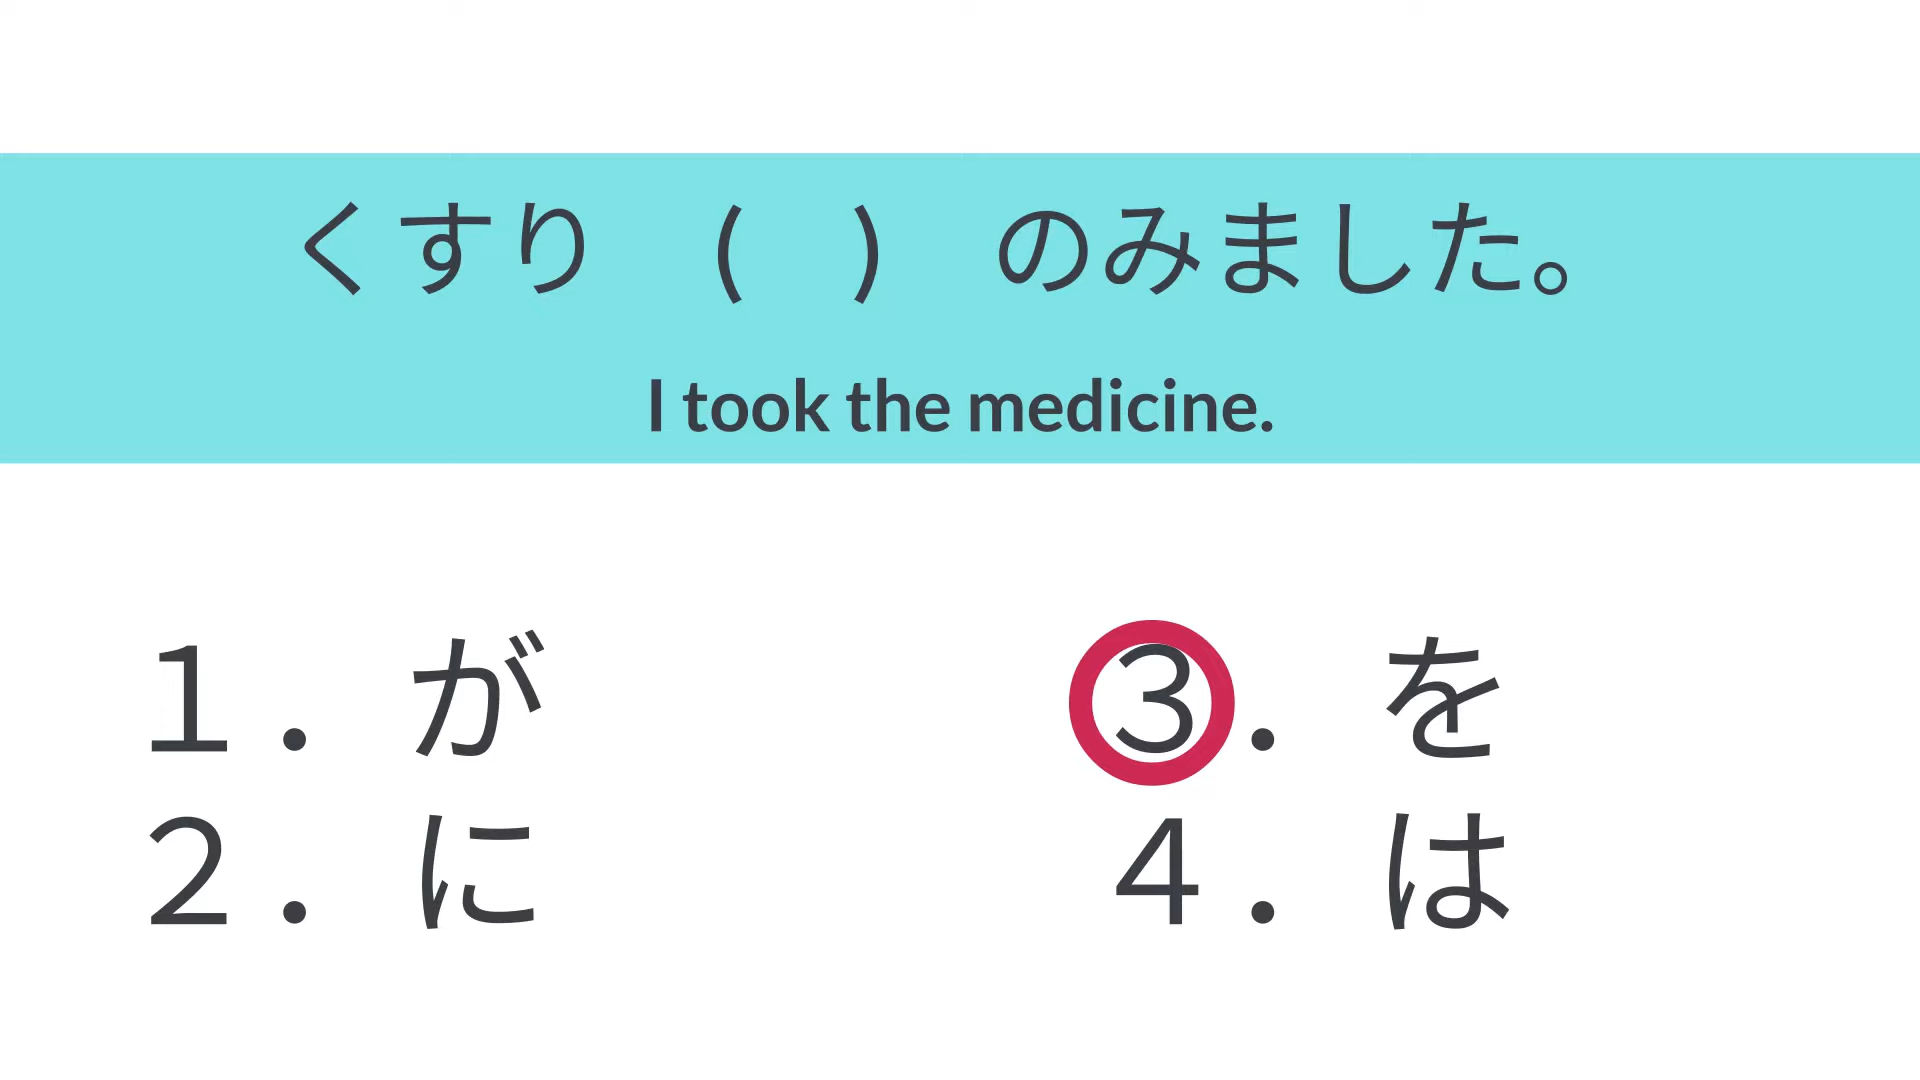 くすり　(　)　のみました。
I took the medicine.
１．が
２．に
３．を
４．は